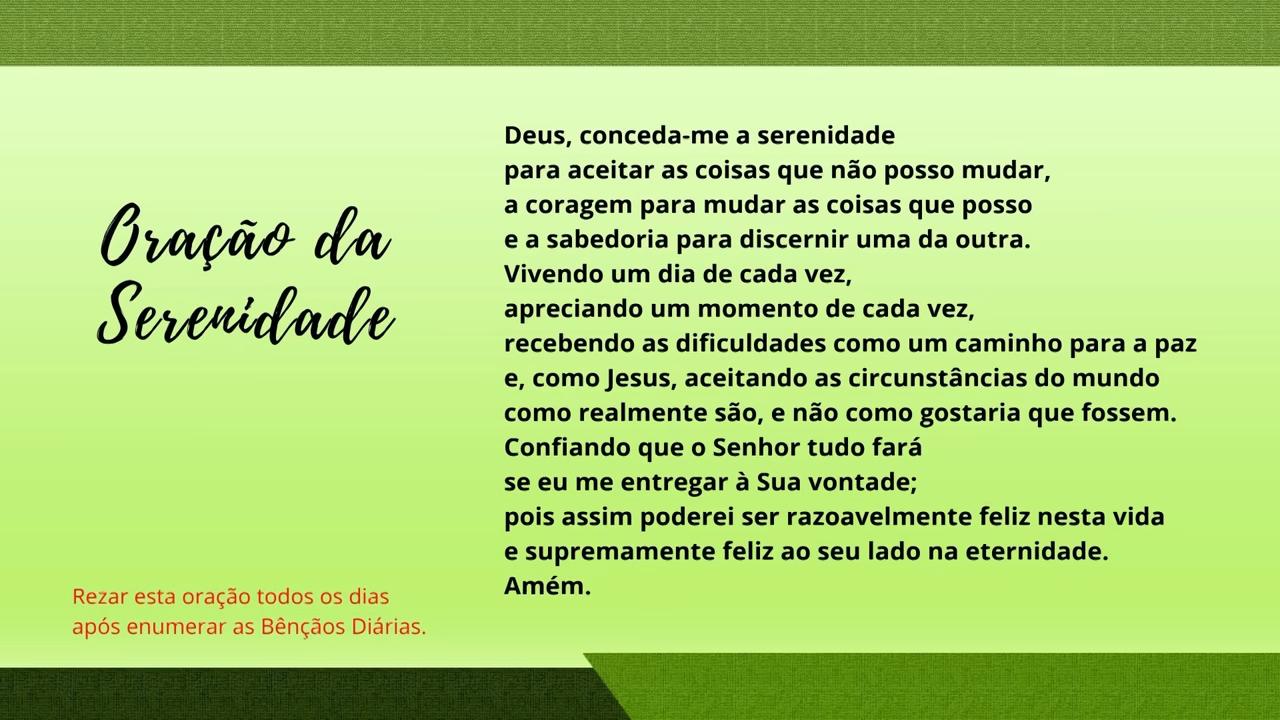 Oração da
Serenidade
Deus, conceda-me a serenidade
para aceitar as coisas que não posso mudar,
a coragem para mudar as coisas que posso
e a sabedoria para discernir uma da outra.
Vivendo um dia de cada vez,
apreciando um momento de cada vez,
recebendo as dificuldades como um caminho para a paz
e, como Jesus, aceitando as circunstâncias do mundo
como realmente são, e não como gostaria que fossem.
Confiando que o Senhor tudo fará
se eu me entregar à Sua vontade;
pois assim poderei ser razoavelmente feliz nesta vida
e supremamente feliz ao seu lado na eternidade.
Amém.
Rezar esta oração todos os dias
após enumerar as Bênçãos Diárias.